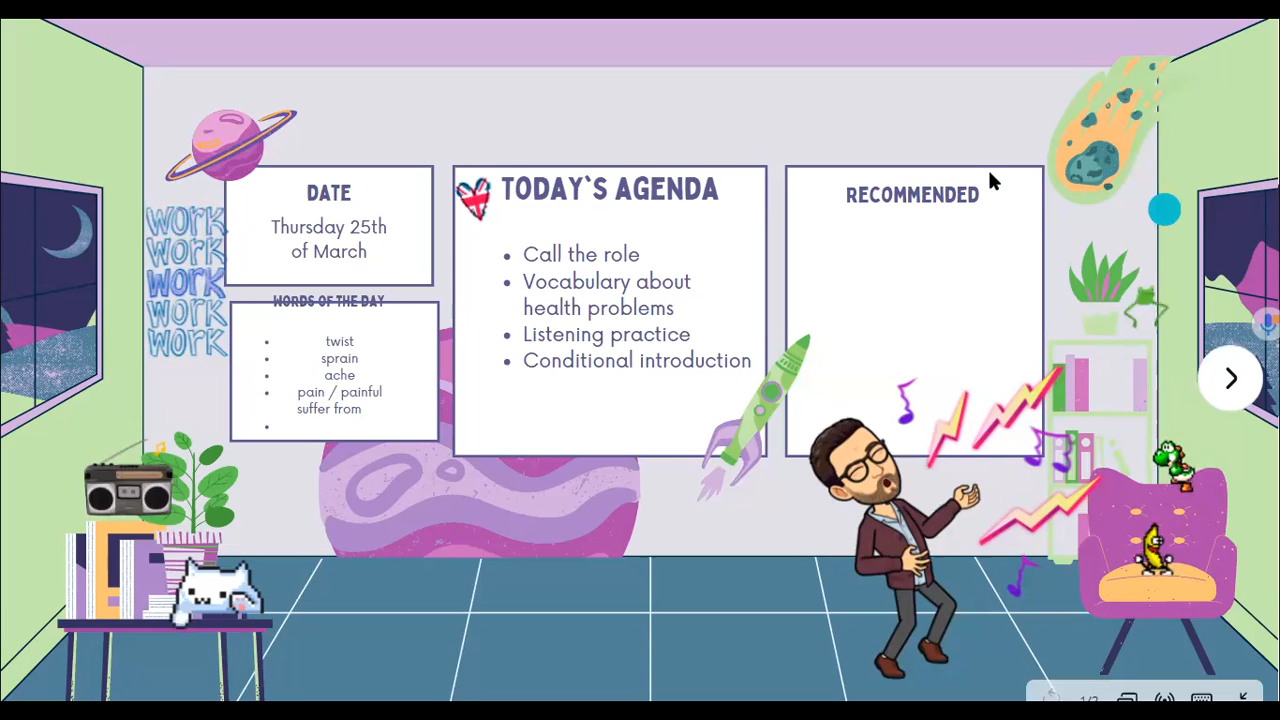 DATE
Thursday 25th
of March
WORK
WORK
WORK
WORK
WORK
WORDS OF THE DAY
• twist
• sprain
• ache
• pain / painful
suffer from
•
TODAY`S AGENDA
• Call the role
• Vocabulary about
health problems
• Listening practice
• Conditional introduction
RECOMMENDED